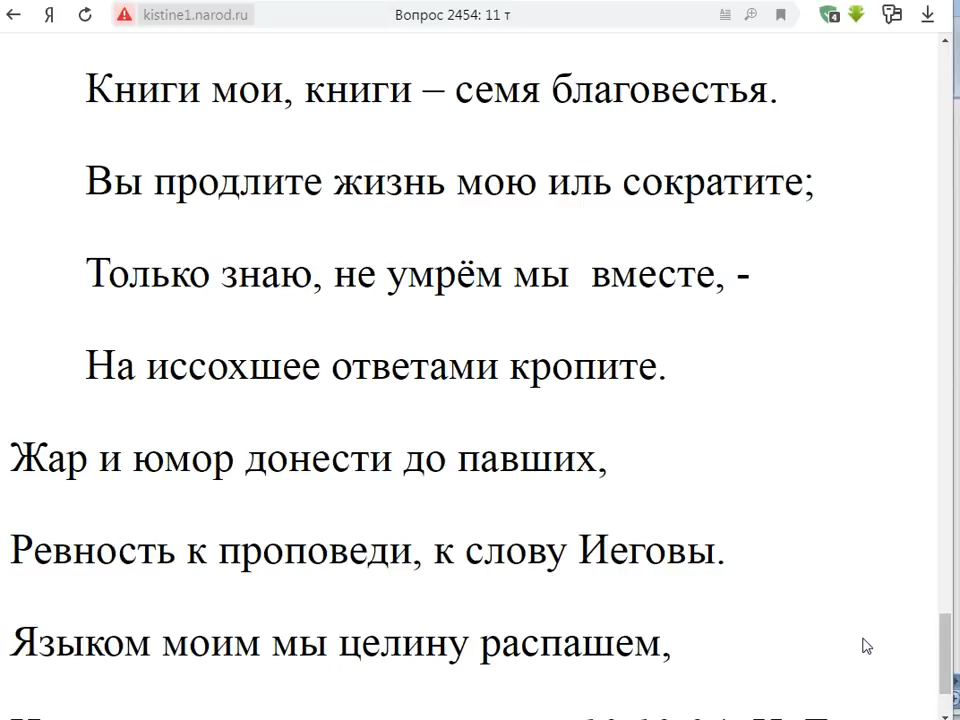 kistine1.narod.ru
Вопрос 2454: 11 т
Книги мои, книги – семя благовестья.
Вы продлите жизнь мою иль сократите;
Только знаю, не умрём мы вместе, -
На иссохшее ответами кропите.
Жар и юмор донести до павших,
Ревность к проповеди, к слову Иеговы.
Языком моим мы целину распашем,